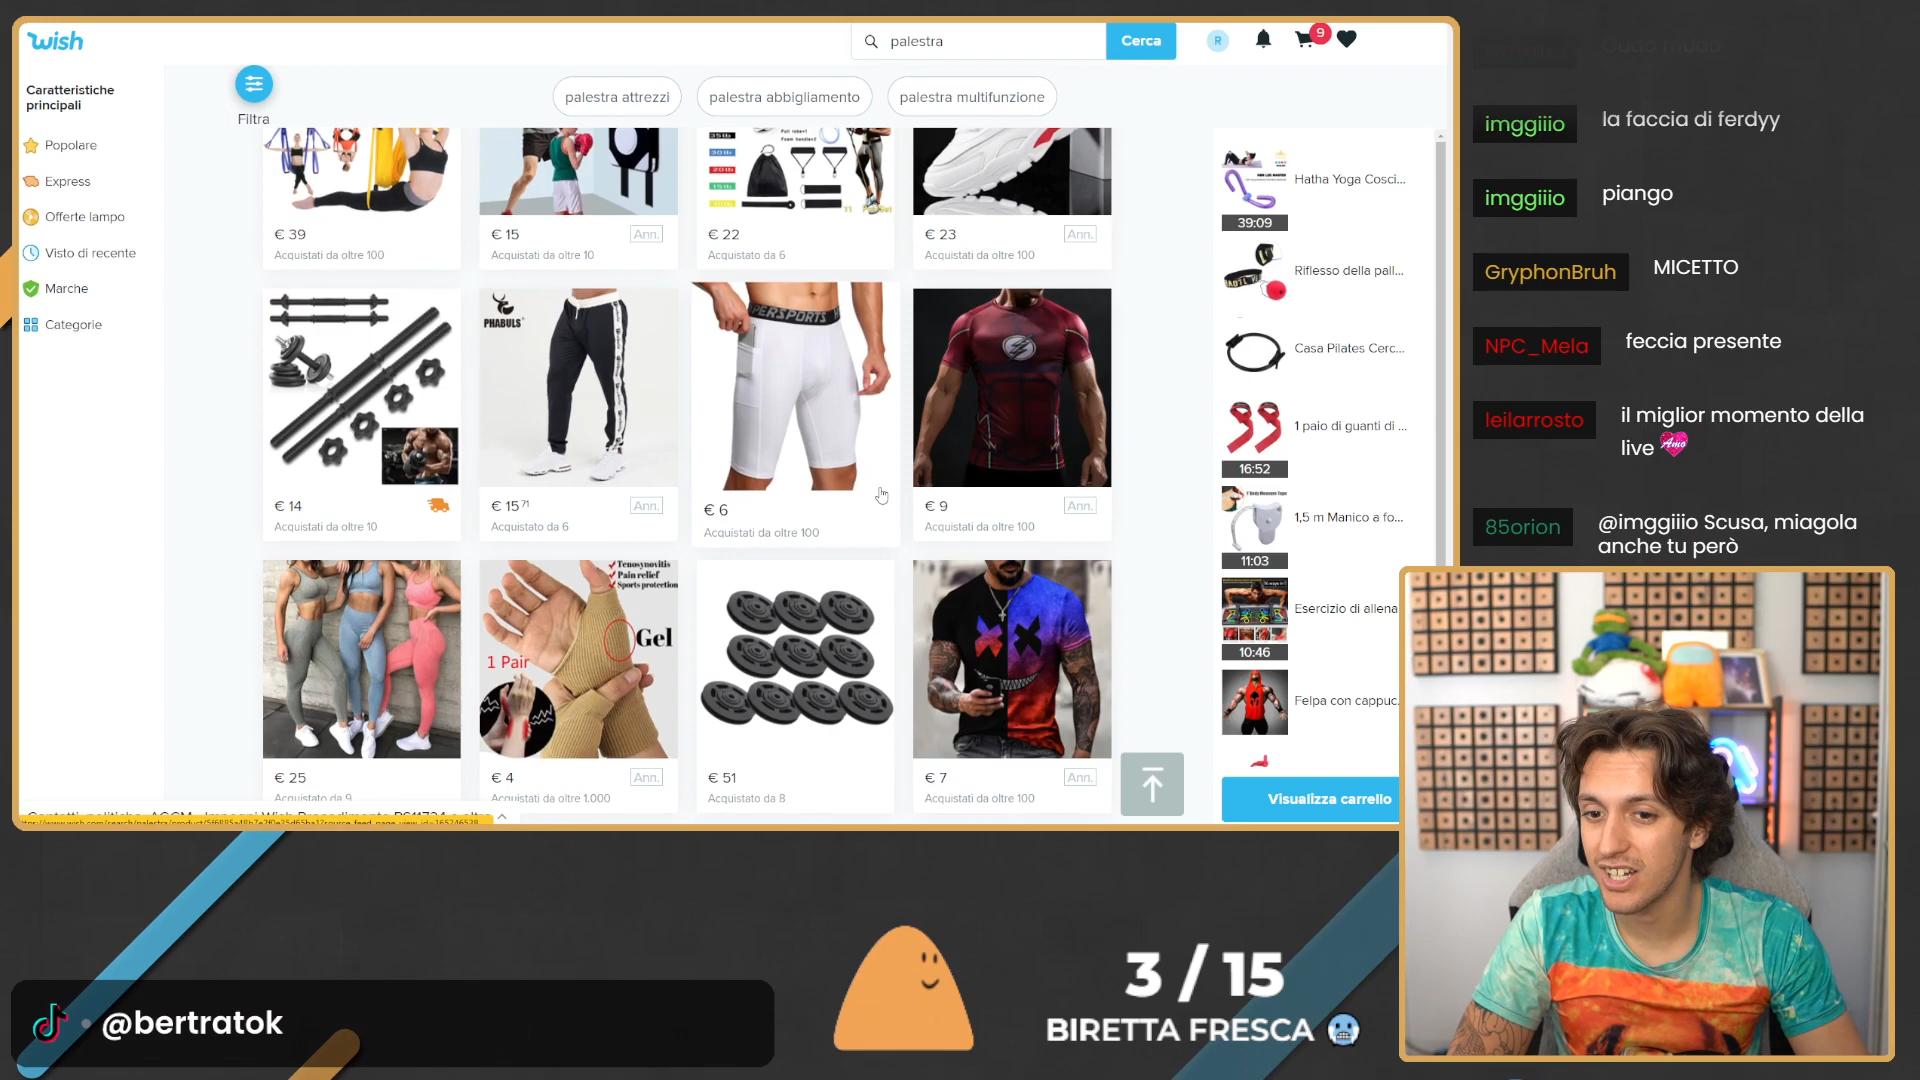 wish
palestra
Cerca
R
9
Caratteristiche
principali
Popolare
Express
Offerte lampo
Visto di recente
Marche
Categorie
Filtra
palestra attrezzi
palestra abbigliamento
palestra multifunzione
€ 39
Acquistati da oltre 100
€ 15
Ann.
Acquistati da oltre 10
€ 22
Acquistato da 6
€ 23
Ann.
Acquistati da oltre 100
€ 14
Acquistati da oltre 10
PHABULS
€ 15⁷¹
Ann.
Acquistato da 6
€ 6
Acquistati da oltre 100
€ 9
Ann.
Acquistati da oltre 100
€ 25
Acquistato da 9
Tenosynovitis
Pain relief
Sports protection
Gel
1 Pair
€ 4
Ann.
Acquistati da oltre 1.000
€ 51
Acquistato da 8
€ 7
Ann.
Acquistati da oltre 100
Hatha Yoga Cosci...
39:09
Riflesso della pall...
Casa Pilates Cerc...
1 paio di guanti di ...
16:52
1,5 m Manico a fo...
11:03
Esercizio di allena
10:46
Felpa con cappuc.
Visualizza carrello
imggiiio
la faccia di ferdyy
imggiiio
piango
GryphonBruh
MICETTO
NPC_Mela
feccia presente
leilarrosto
il miglior momento della
live
85orion
@imggiiio Scusa, miagola
anche tu però
@bertratok
3 / 15
BIRETTA FRESCA